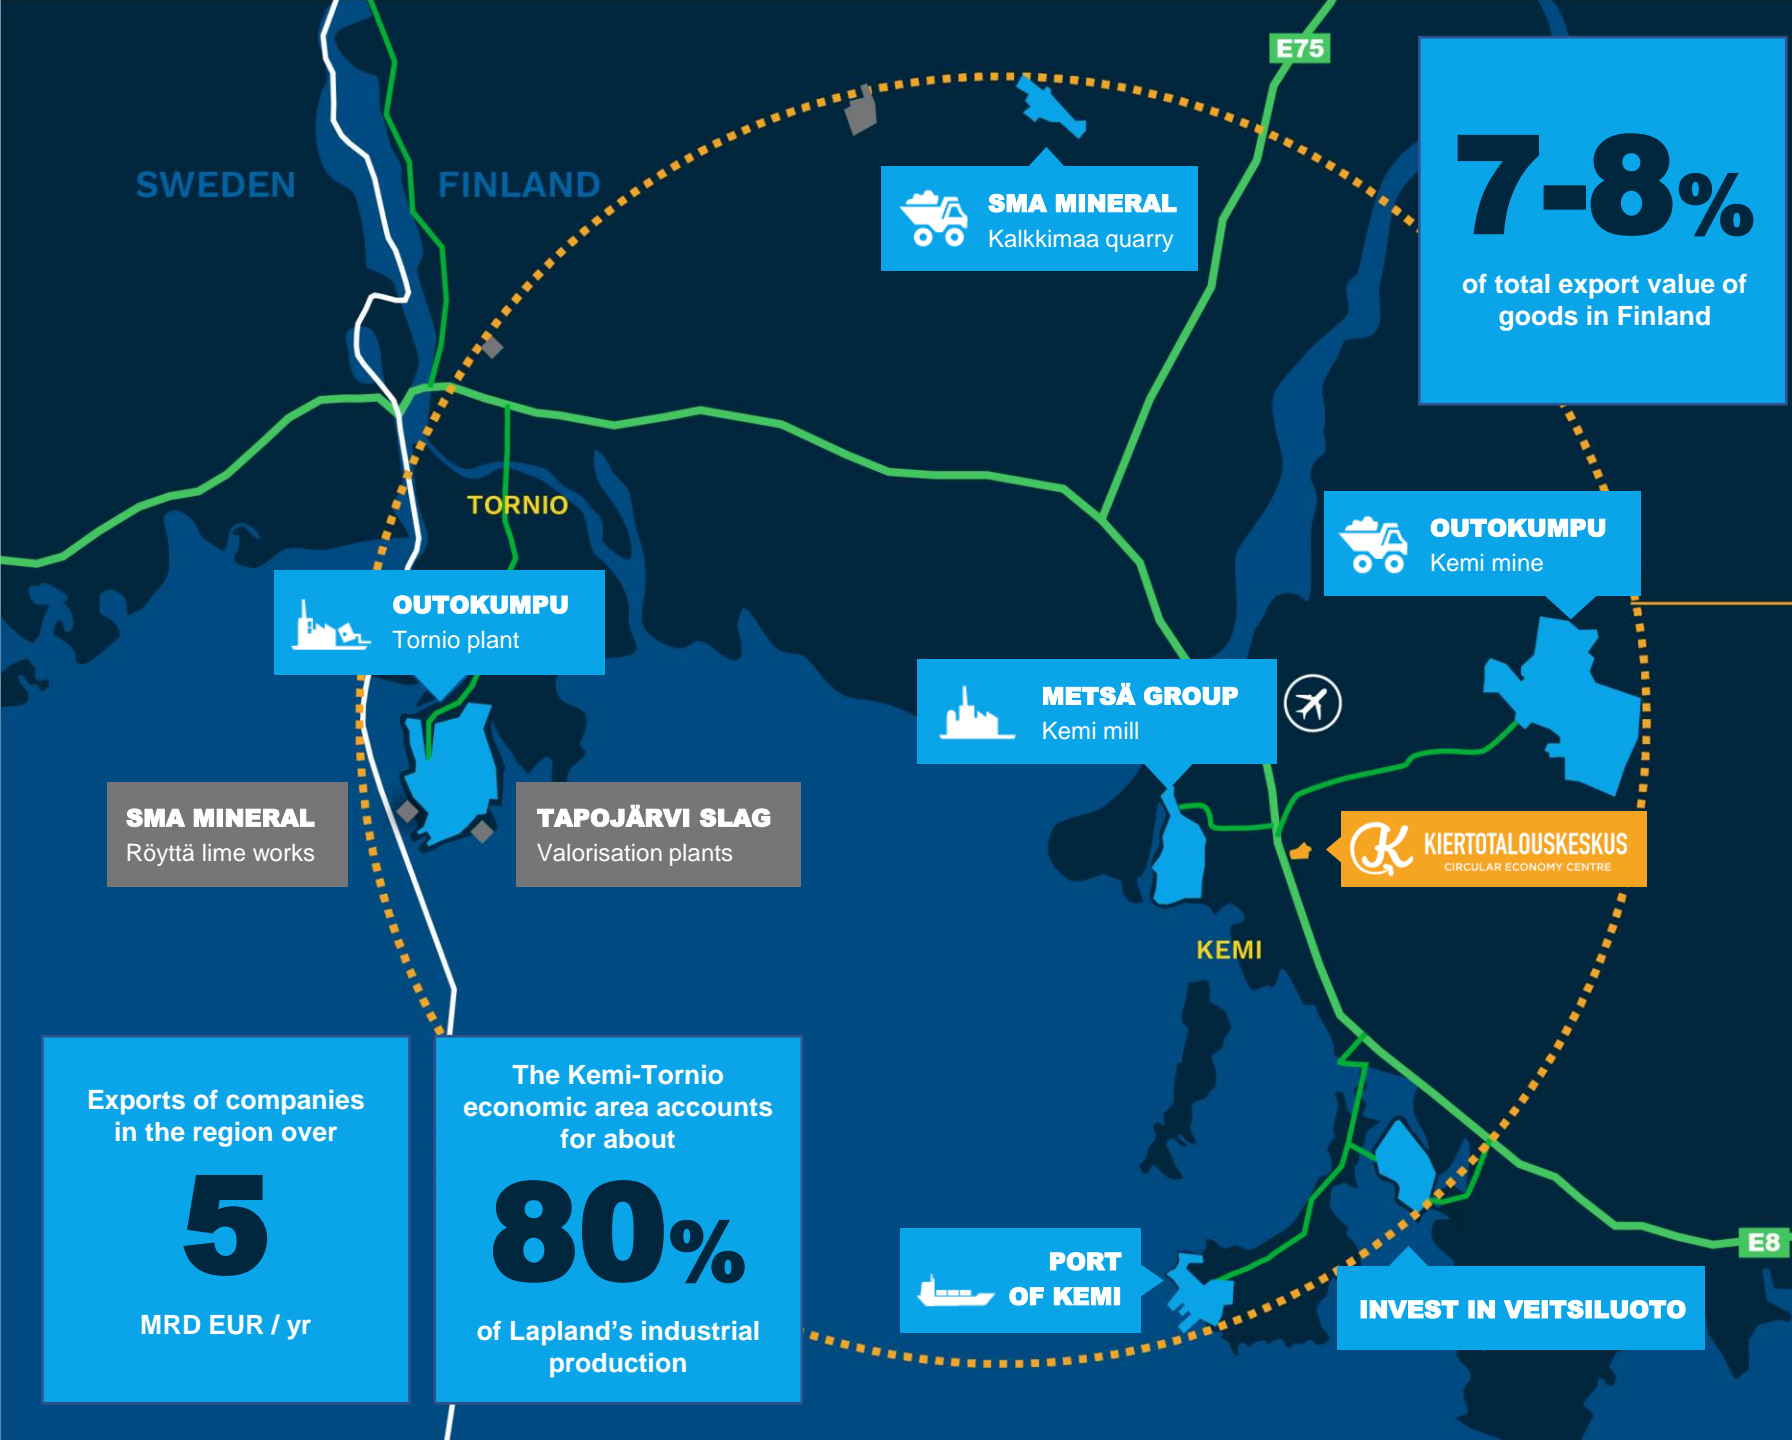 E75
7-8%
of total export value of
goods in Finland
SWEDEN
FINLAND
SMA MINERAL
Kalkkimaa quarry
TORNIO
OUTOKUMPU
Kemi mine
OUTOKUMPU
Tornio plant
METSÄ GROUP
Kemi mill
SMA MINERAL
Röyttä lime works
TAPOJÄRVI SLAG
Valorisation plants
K
KIERTOTALOUSKESKUS
CIRCULAR ECONOMY CENTRE
KEMI
Exports of companies
in the region over
5
MRD EUR / yr
The Kemi-Tornio
economic area accounts
for about
80%
of Lapland's industrial
production
PORT
OF KEMI
E8
INVEST IN VEITSILUOTO